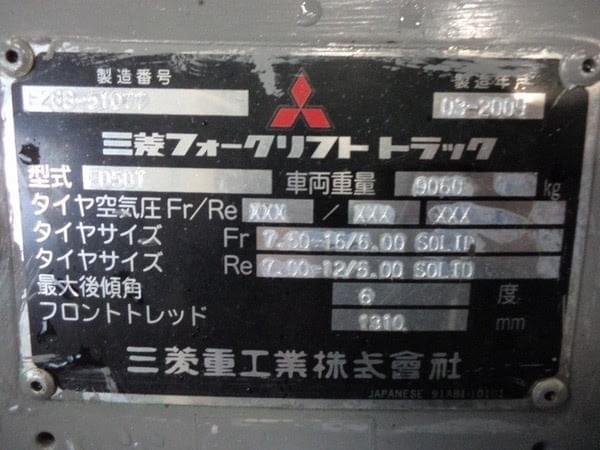 製造番号 製造年月
03-2009
三菱フォークリフト トラック
型式 FD50T 車両重量 9060 kg
タイヤ空気圧 Fr/Re XXX / XXX XXX
タイヤサイズ Fr 7.50-16/6.00 SOLID
タイヤサイズ Re 7.00-12/5.00 SOLID
最大後傾角 6 度
フロントトレッド 1310 mm
三菱重工業株式會社
JAPANESE